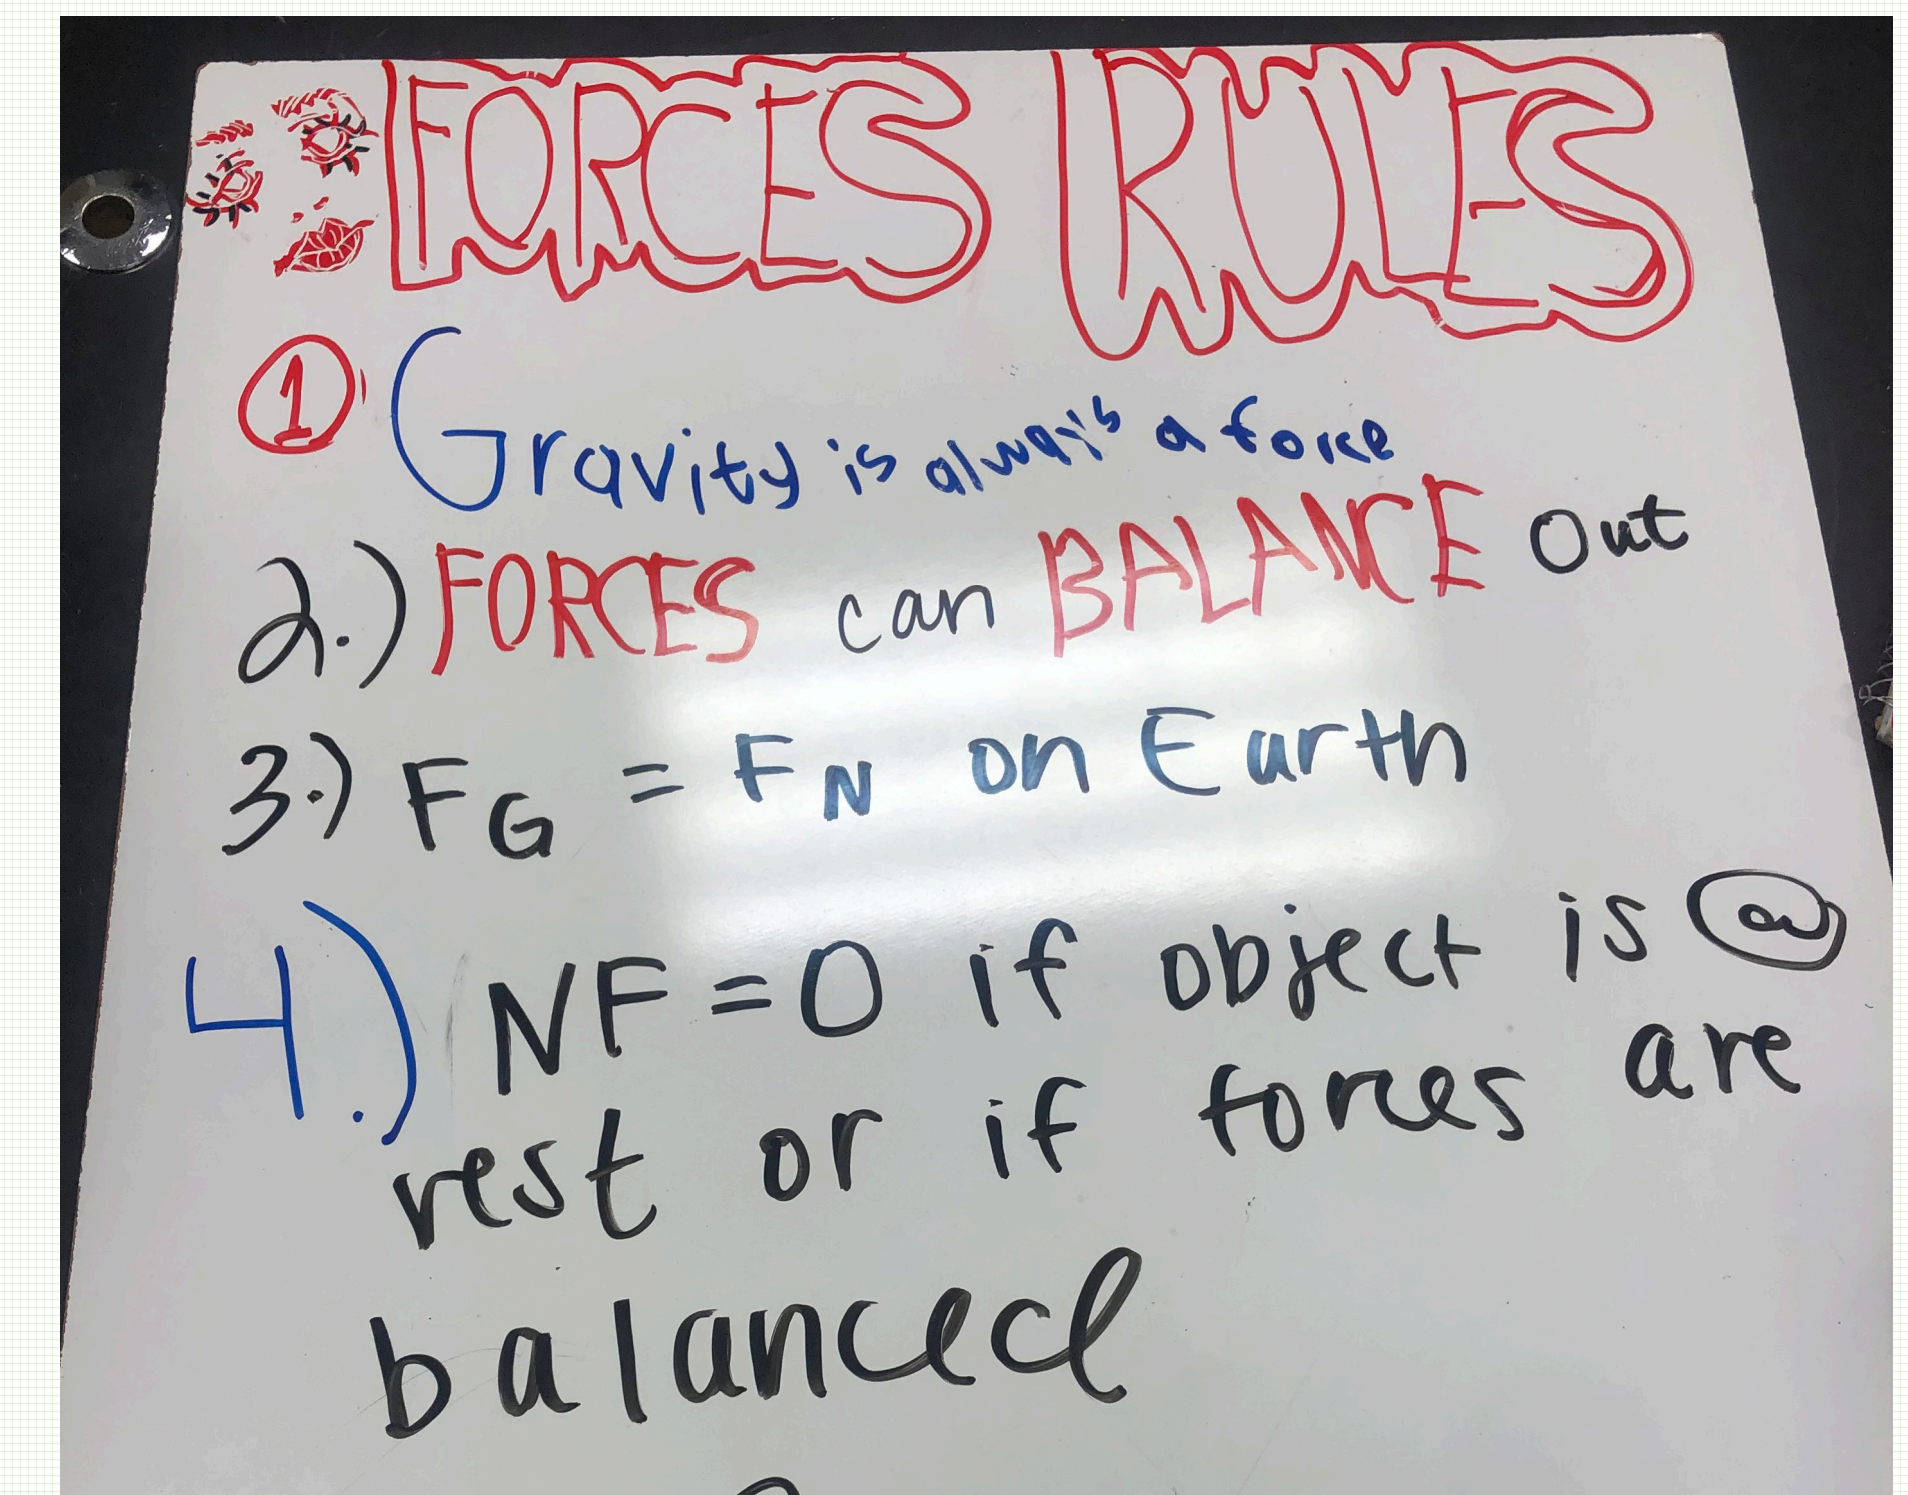 FORCES RULES
① Gravity is always a force
2.) FORCES can BALANCE Out
3.) FG = FN on Earth
4.) NF = 0 if object is @
rest or if forces are
balanced